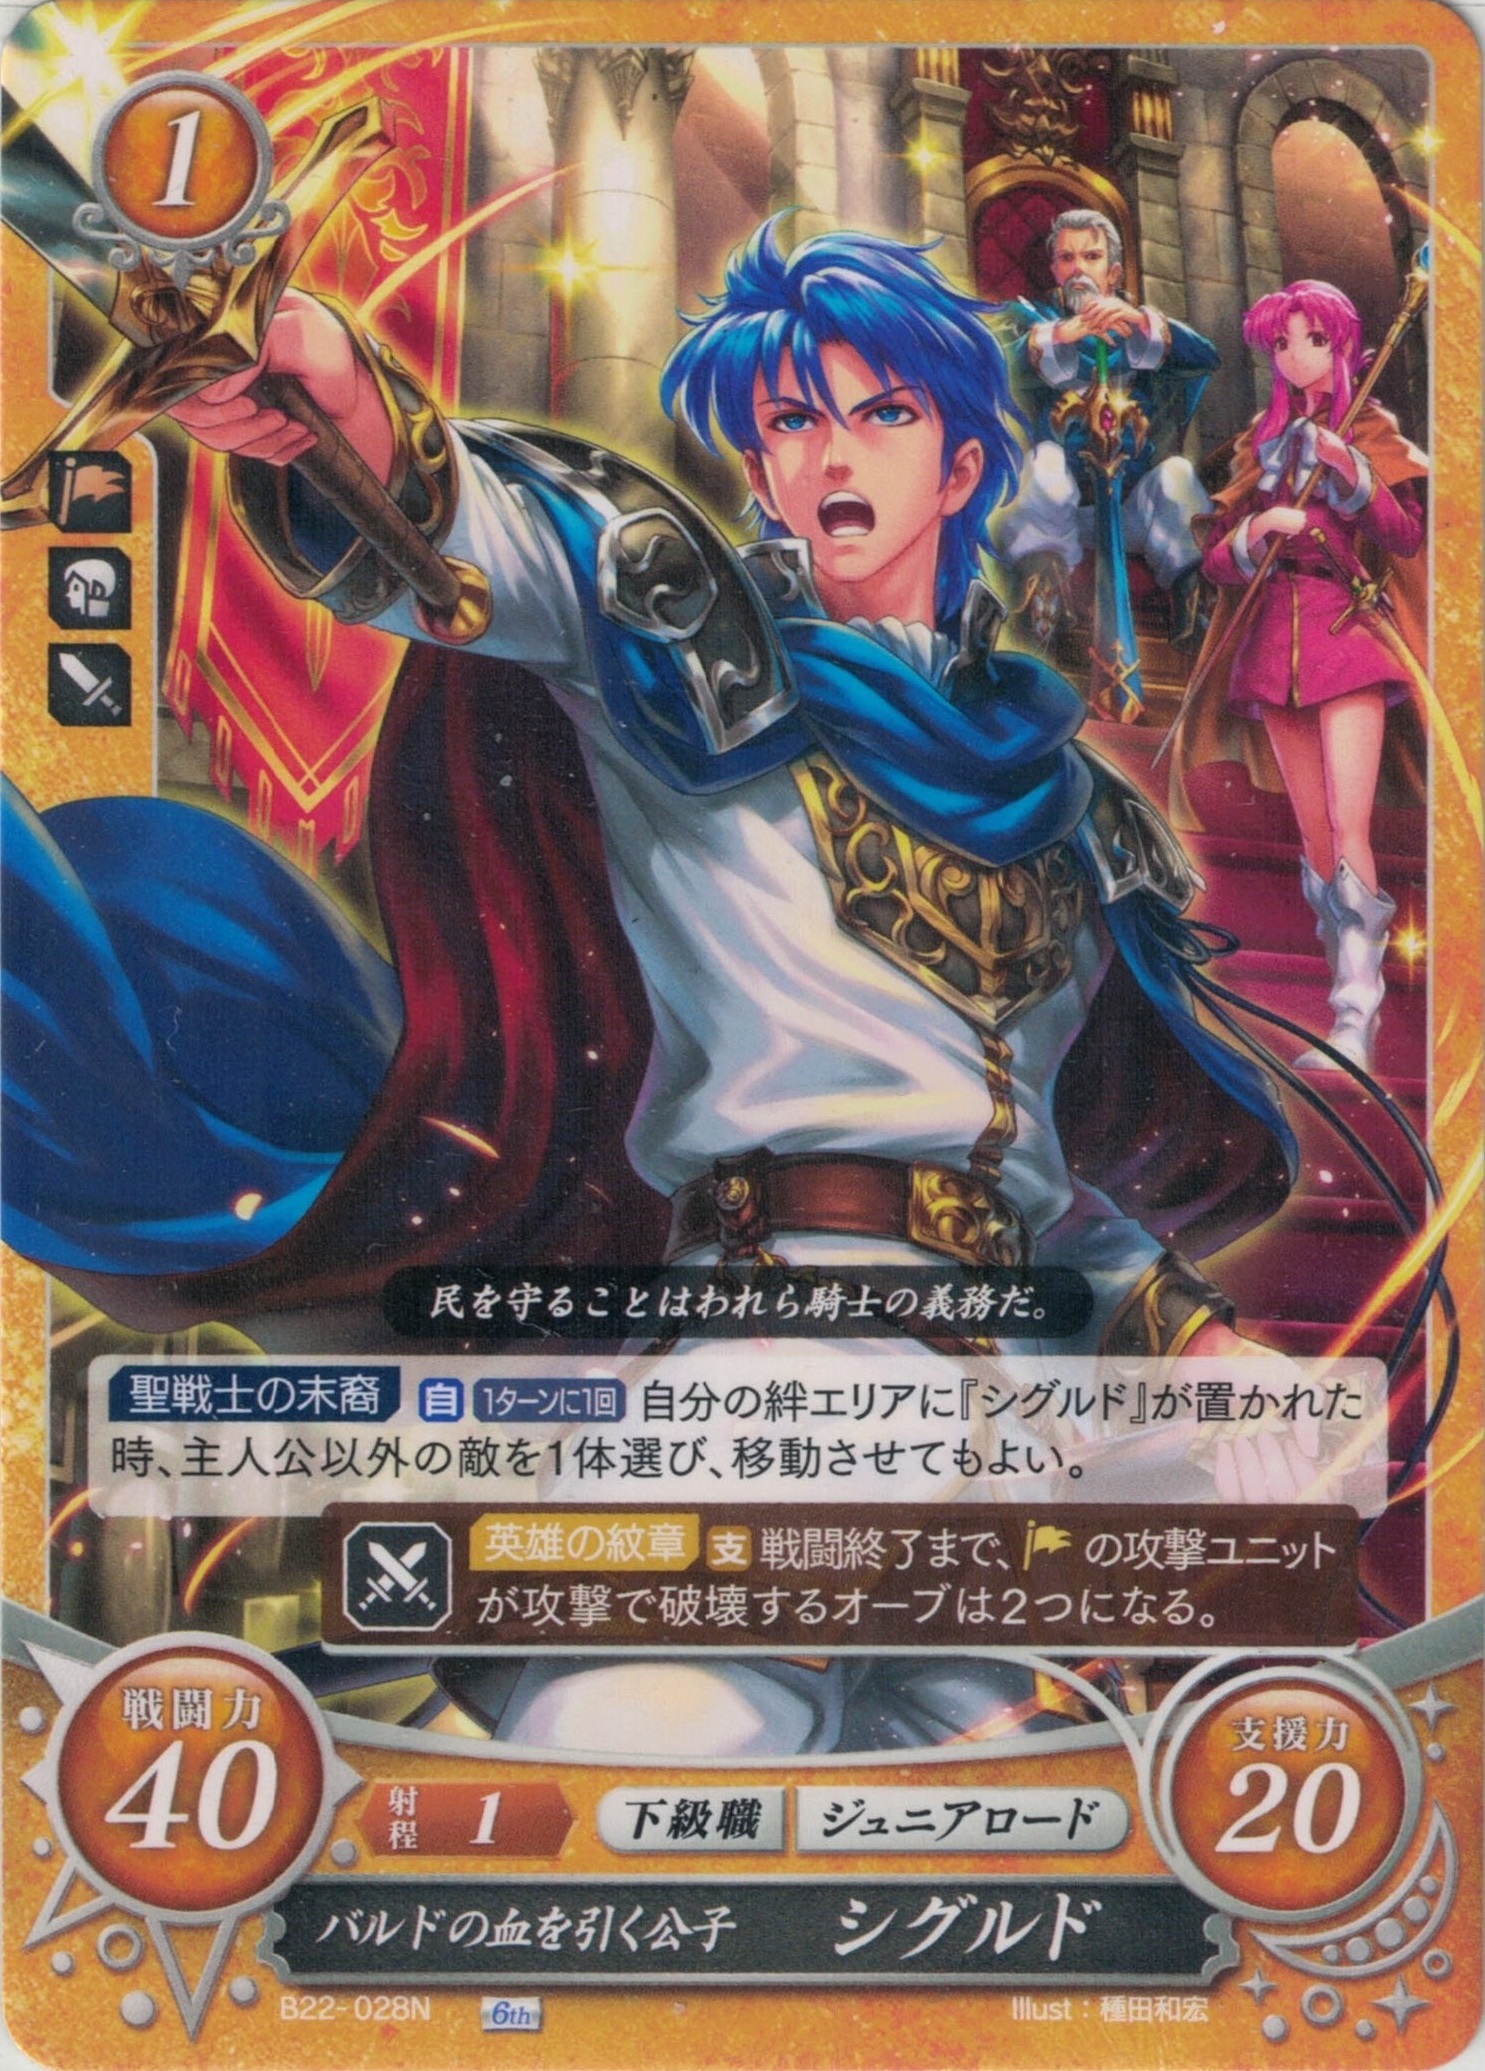 1
民を守ることはわれら騎士の義務だ。
聖戦士の末裔 自 1ターンに1回 自分の絆エリアに『シグルド』が置かれた
時、主人公以外の敵を1体選び、移動させてもよい。
英雄の紋章 支 戦闘終了まで、の攻撃ユニット
が攻撃で破壊するオーブは2つになる。
戦闘力
40
射程 1
下級職
ジュニアロード
支援力
20
バルドの血を引く公子 シグルド
B22-028N
6th
Illust:種田和宏